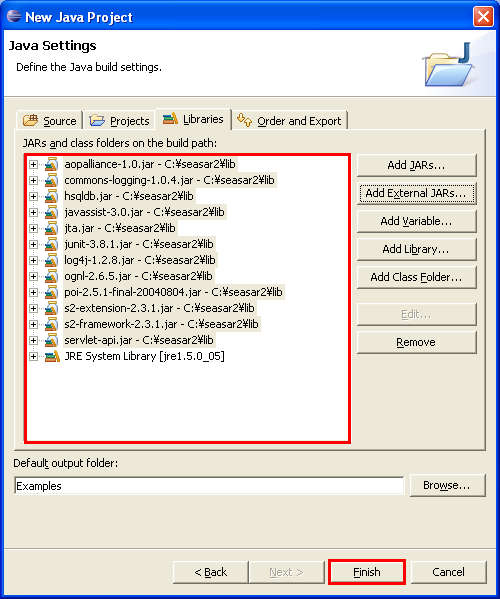 New Java Project
Java Settings
Define the Java build settings.
Source Projects Libraries Order and Export
JARs and class folders on the build path:
aopalliance-1.0.jar - C:¥seasar2¥lib
commons-logging-1.0.4.jar - C:¥seasar2¥lib
hsqldb.jar - C:¥seasar2¥lib
javassist-3.0.jar - C:¥seasar2¥lib
jta.jar - C:¥seasar2¥lib
junit-3.8.1.jar - C:¥seasar2¥lib
log4j-1.2.8.jar - C:¥seasar2¥lib
ognl-2.6.5.jar - C:¥seasar2¥lib
poi-2.5.1-final-20040804.jar - C:¥seasar2¥lib
s2-extension-2.3.1.jar - C:¥seasar2¥lib
s2-framework-2.3.1.jar - C:¥seasar2¥lib
servlet-api.jar - C:¥seasar2¥lib
JRE System Library [jre1.5.0_05]
Add JARs...
Add External JARs...
Add Variable...
Add Library...
Add Class Folder...
Edit...
Remove
Default output folder:
Examples
Browse...
< Back
Next >
Finish
Cancel